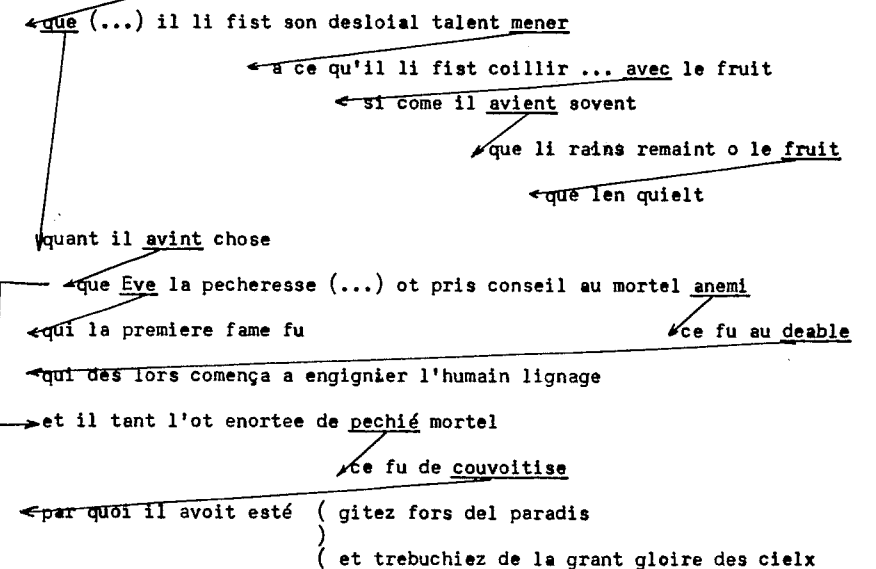 que (...) il li fist son desloial talent mener
a ce qu'il li fist coillir ... avec le fruit
si come il avient sovent
que li rains remaint o le fruit
que len quielt
quant il avint chose
que Eve la pecheresse (...) ot pris conseil au mortel anemi
qui la premiere fame fu ce fu au deable
qui des lors comença a engignier l'humain lignage
et il tant l'ot enortee de pechié mortel
ce fu de couvoitise
par quoi il avoit esté ( gitez fors del paradis
)
( et trebuchiez de la grant gloire des cielx